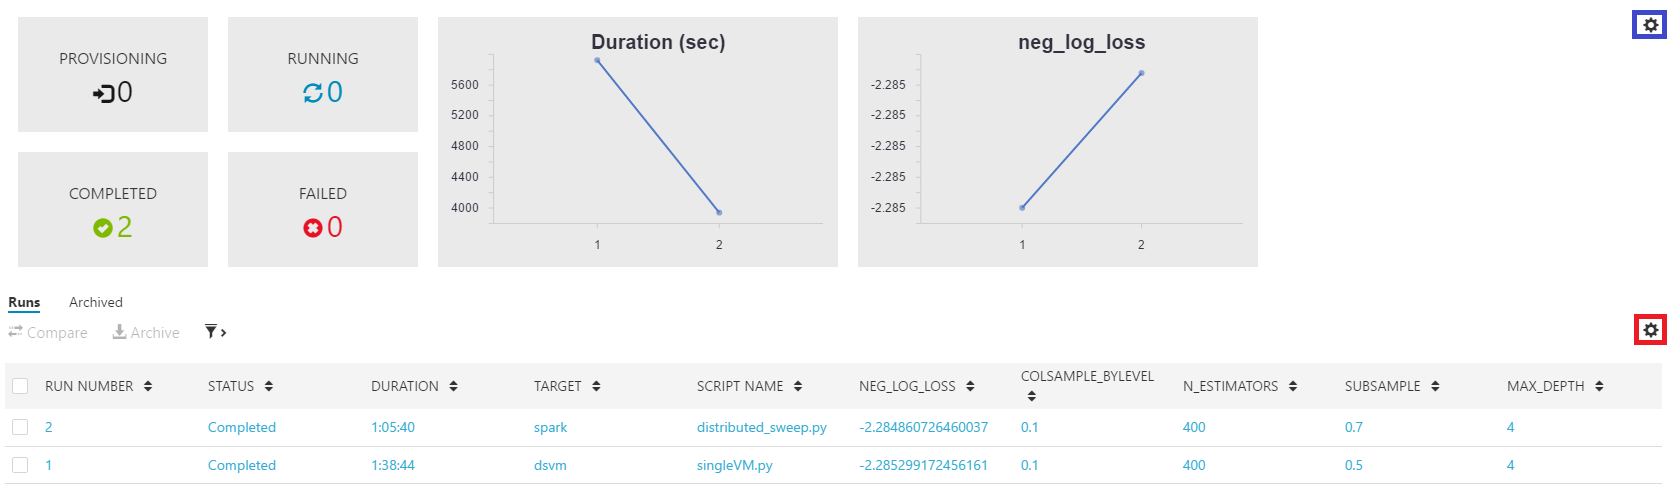 PROVISIONING
0
RUNNING
0
COMPLETED
2
FAILED
0
Duration (sec)
5600
5200
4800
4400
4000
1 2
neg_log_loss
-2.285
-2.285
-2.285
-2.285
-2.285
1 2
Runs Archived
Compare Archive
RUN NUMBER STATUS DURATION TARGET SCRIPT NAME NEG_LOG_LOSS COLSAMPLE_BYLEVEL N_ESTIMATORS SUBSAMPLE MAX_DEPTH
2 Completed 1:05:40 spark distributed_sweep.py -2.284860726460037 0.1 400 0.7 4
1 Completed 1:38:44 dsvm singleVM.py -2.285299172456161 0.1 400 0.5 4